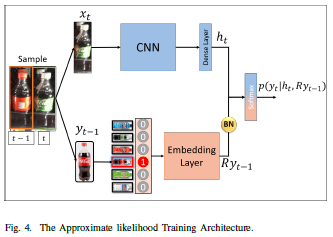 Sample
t − 1
t
x_t
CNN
Dense Layer
h_t
y_{t−1}
0
0
0
1
0
0
Embedding
Layer
Ry_{t−1}
BN
Softmax
p(y_t|h_t, Ry_{t−1})
Fig. 4. The Approximate likelihood Training Architecture.